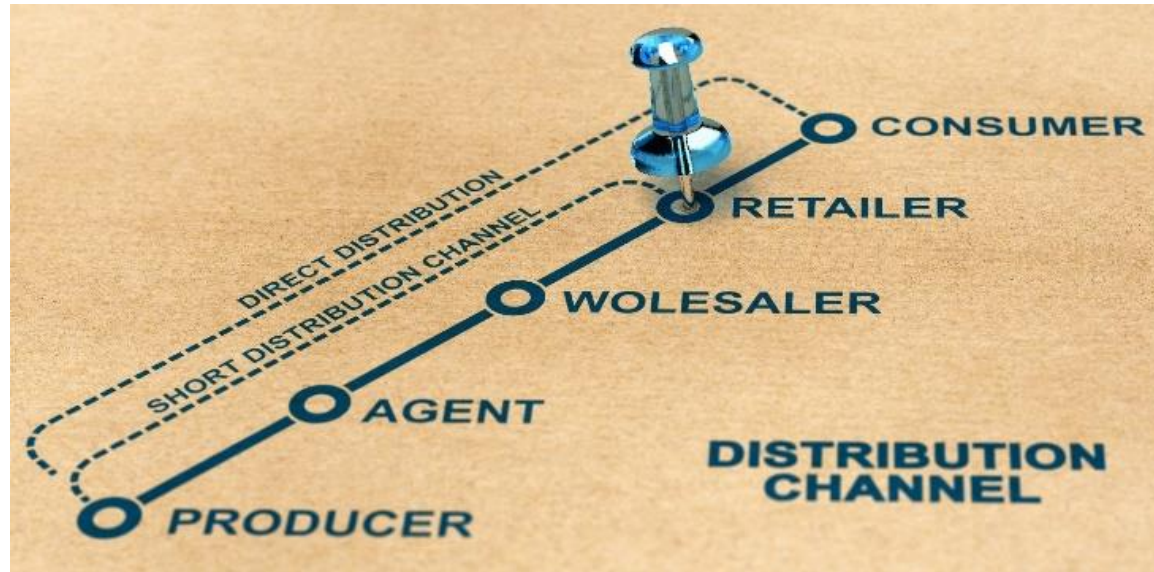 CONSUMER
RETAILER
DIRECT DISTRIBUTION
SHORT DISTRIBUTION CHANNEL
WOLESALER
AGENT
PRODUCER
DISTRIBUTION
CHANNEL